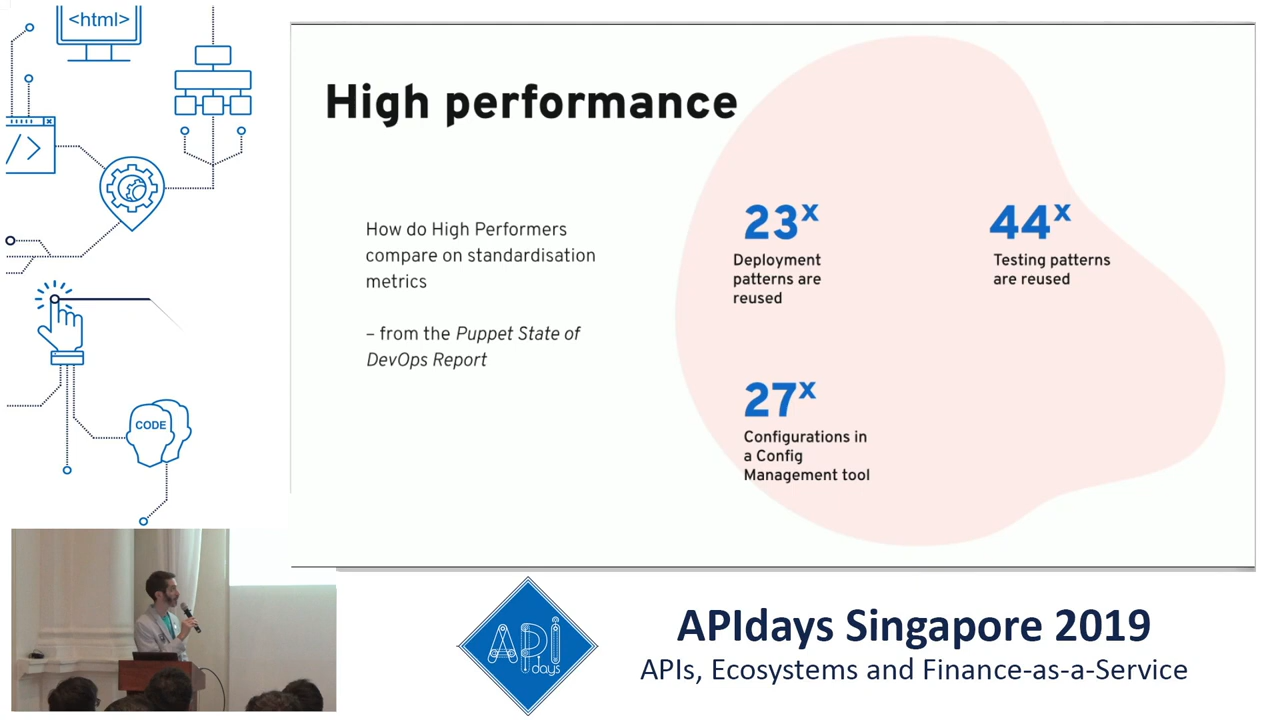 <html>
</>
CODE
High performance
How do High Performers
compare on standardisation
metrics
– from the Puppet State of
DevOps Report
23x
Deployment
patterns are
reused
44x
Testing patterns
are reused
27x
Configurations in
a Config
Management tool
API
days
APIdays Singapore 2019
APIs, Ecosystems and Finance-as-a-Service